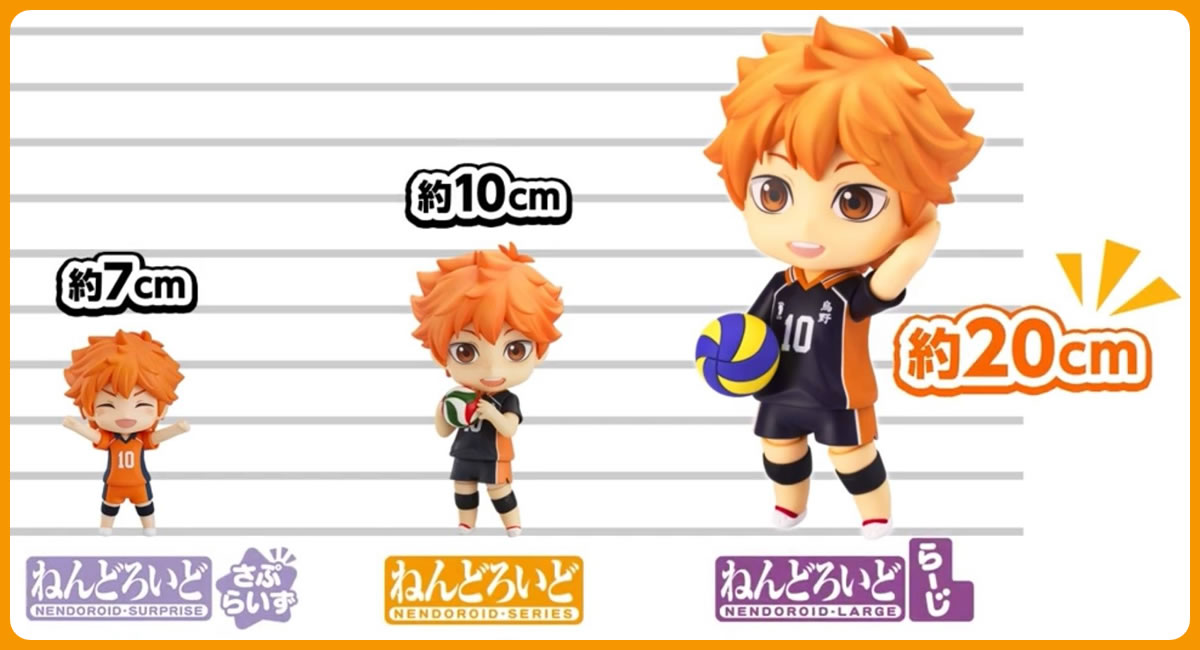 約7cm
約10cm
約20cm
10
10
烏野
10
ねんどろいど
NENDOROID·SURPRISE
さぷ
らいず
ねんどろいど
NENDOROID·SERIES
ねんどろいど
NENDOROID·LARGE
らーじ